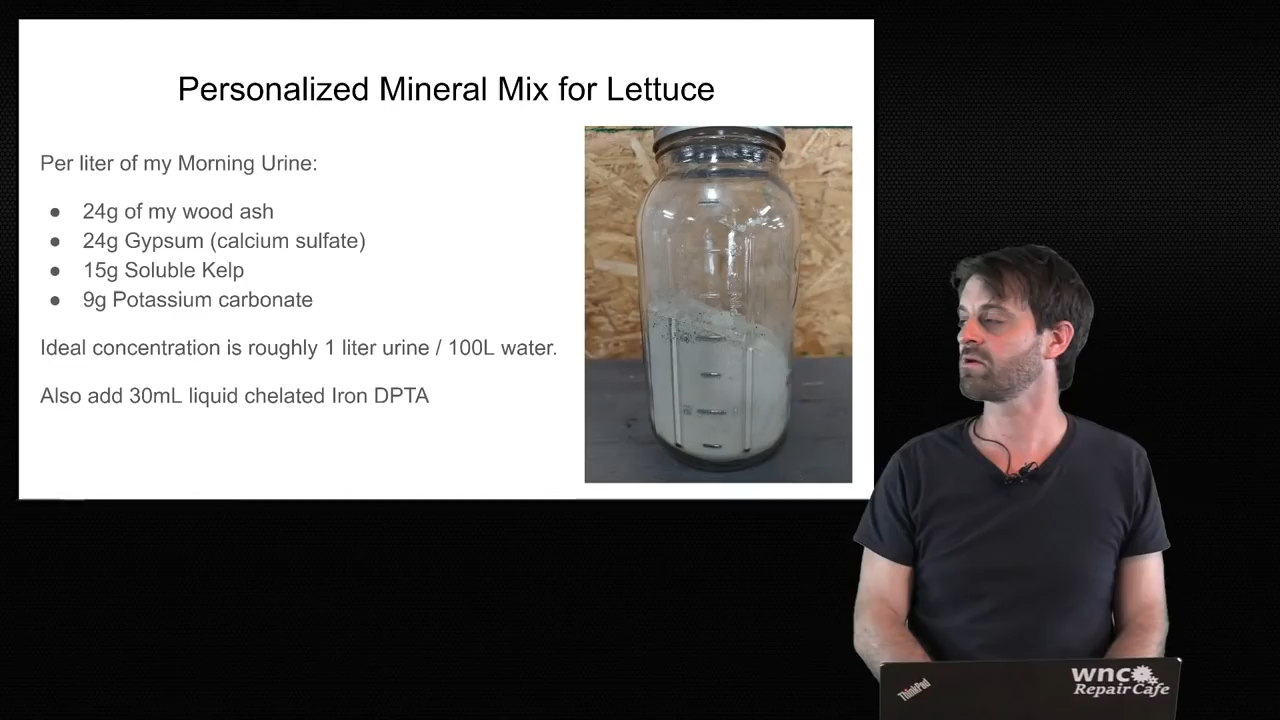 Personalized Mineral Mix for Lettuce
Per liter of my Morning Urine:
● 24g of my wood ash
● 24g Gypsum (calcium sulfate)
● 15g Soluble Kelp
● 9g Potassium carbonate
Ideal concentration is roughly 1 liter urine / 100L water.
Also add 30mL liquid chelated Iron DPTA
ThinkPad
wnc
Repair Cafe